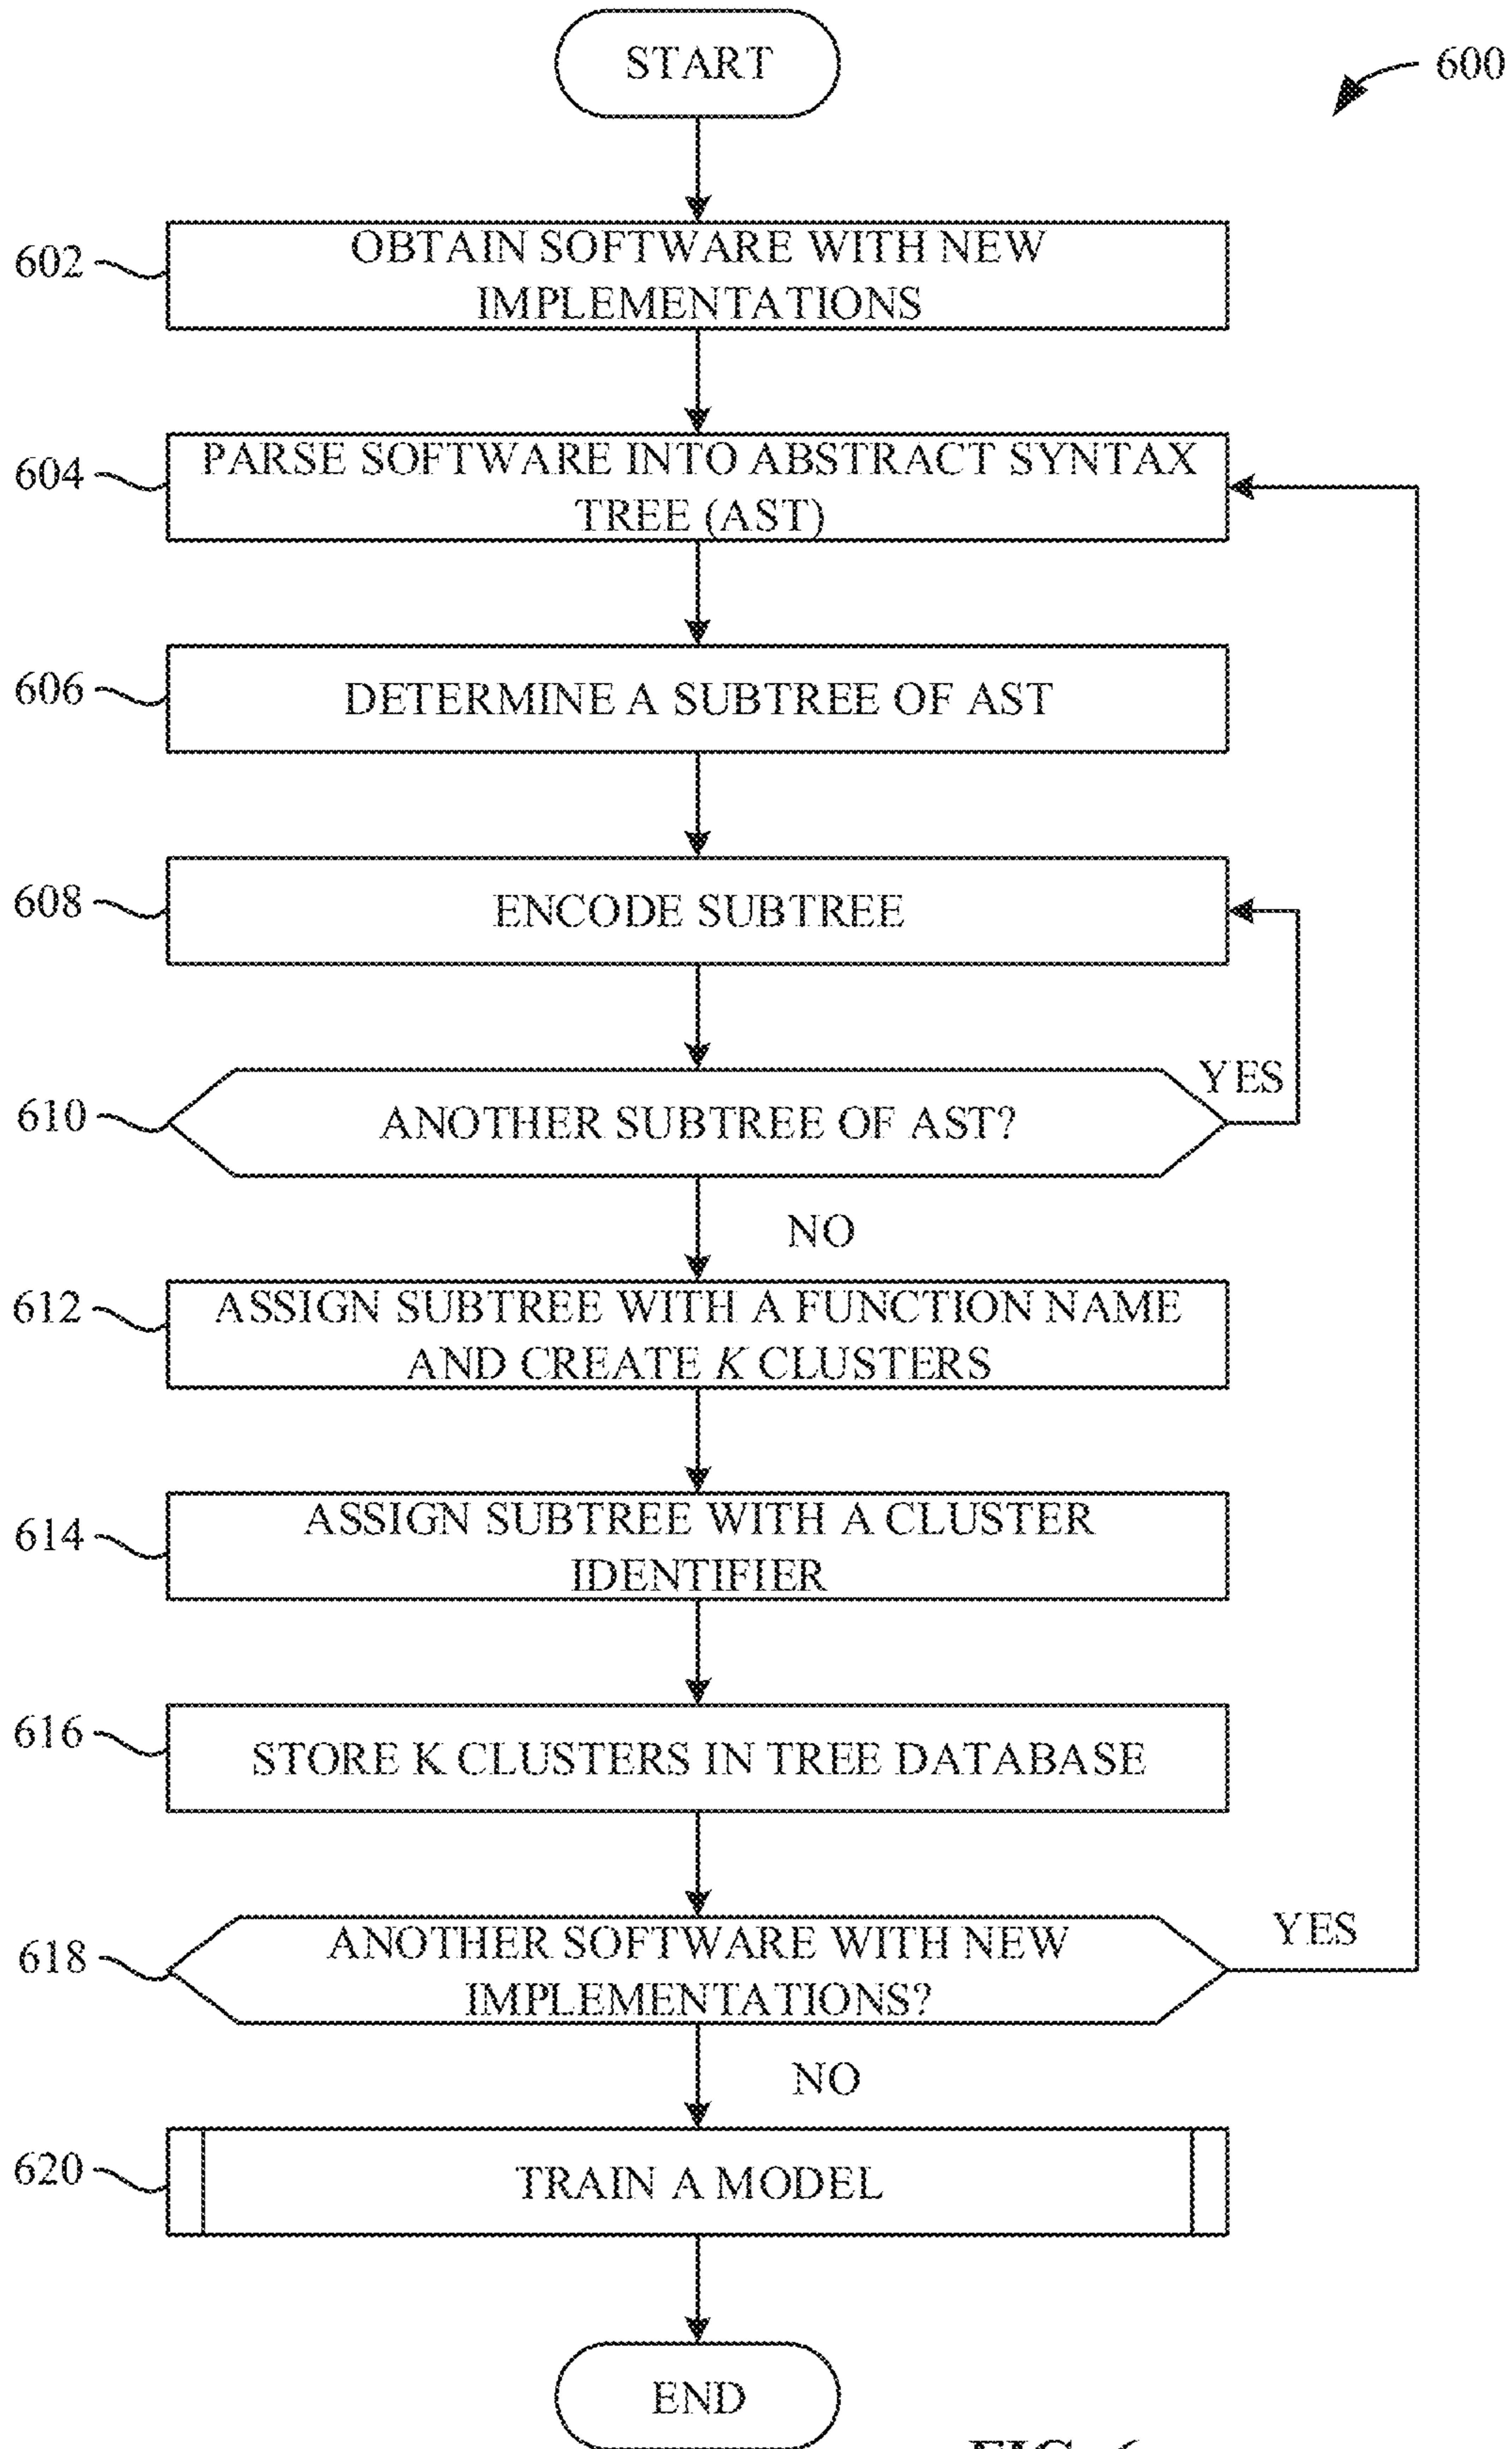 START
600
602
OBTAIN SOFTWARE WITH NEW
IMPLEMENTATIONS
604
PARSE SOFTWARE INTO ABSTRACT SYNTAX
TREE (AST)
606
DETERMINE A SUBTREE OF AST
608
ENCODE SUBTREE
610
ANOTHER SUBTREE OF AST?
YES
NO
612
ASSIGN SUBTREE WITH A FUNCTION NAME
AND CREATE K CLUSTERS
614
ASSIGN SUBTREE WITH A CLUSTER
IDENTIFIER
616
STORE K CLUSTERS IN TREE DATABASE
618
ANOTHER SOFTWARE WITH NEW
IMPLEMENTATIONS?
YES
NO
620
TRAIN A MODEL
END